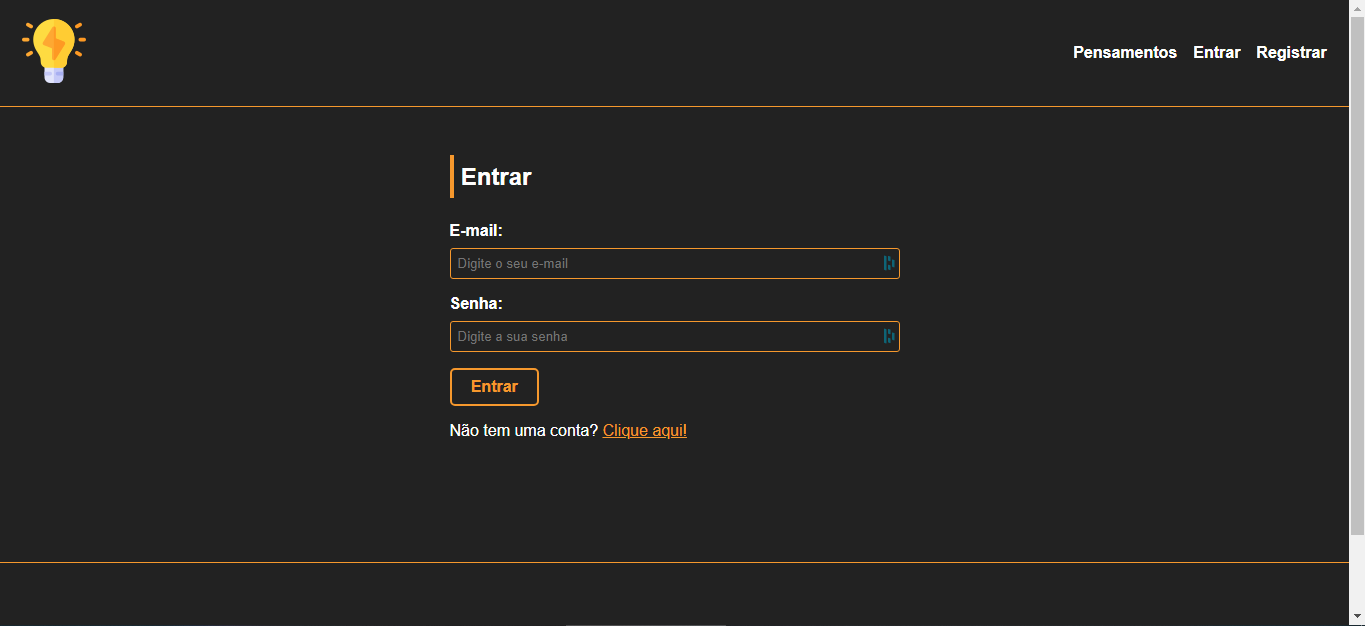 Pensamentos Entrar Registrar
Entrar
E-mail:
Digite o seu e-mail
Senha:
Digite a sua senha
Entrar
Não tem uma conta? Clique aqui!